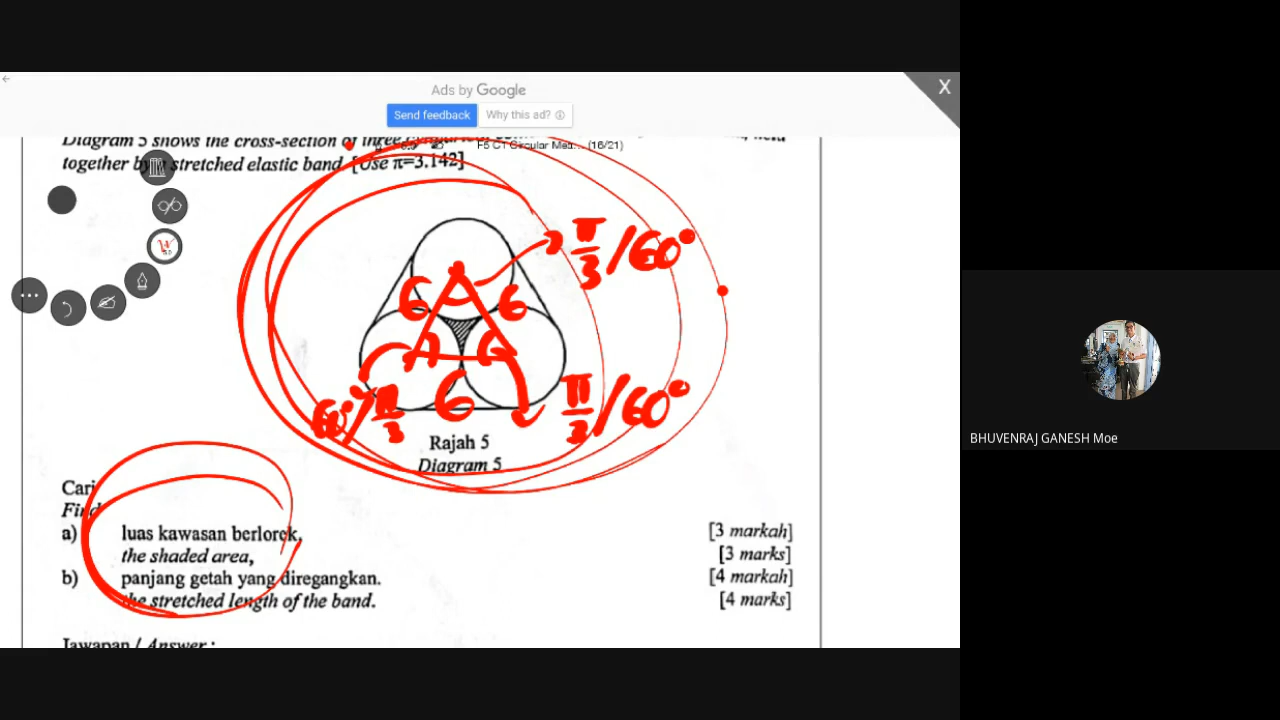 Ads by Google
X
Send feedback
Why this ad?
Diagram 5 shows the cross-section of three
F5 C1 Circular Mea... (16/21)
together by a stretched elastic band. [Use π=3.142]
π/3 /60°
6 6
6
60°/π/3
π/3 /60°
Rajah 5
Diagram 5
BHUVENRAJ GANESH Moe
Cari
Find
a) luas kawasan berlorek, [3 markah]
the shaded area, [3 marks]
b) panjang getah yang diregangkan. [4 markah]
the stretched length of the band. [4 marks]
Jawapan / Answer :